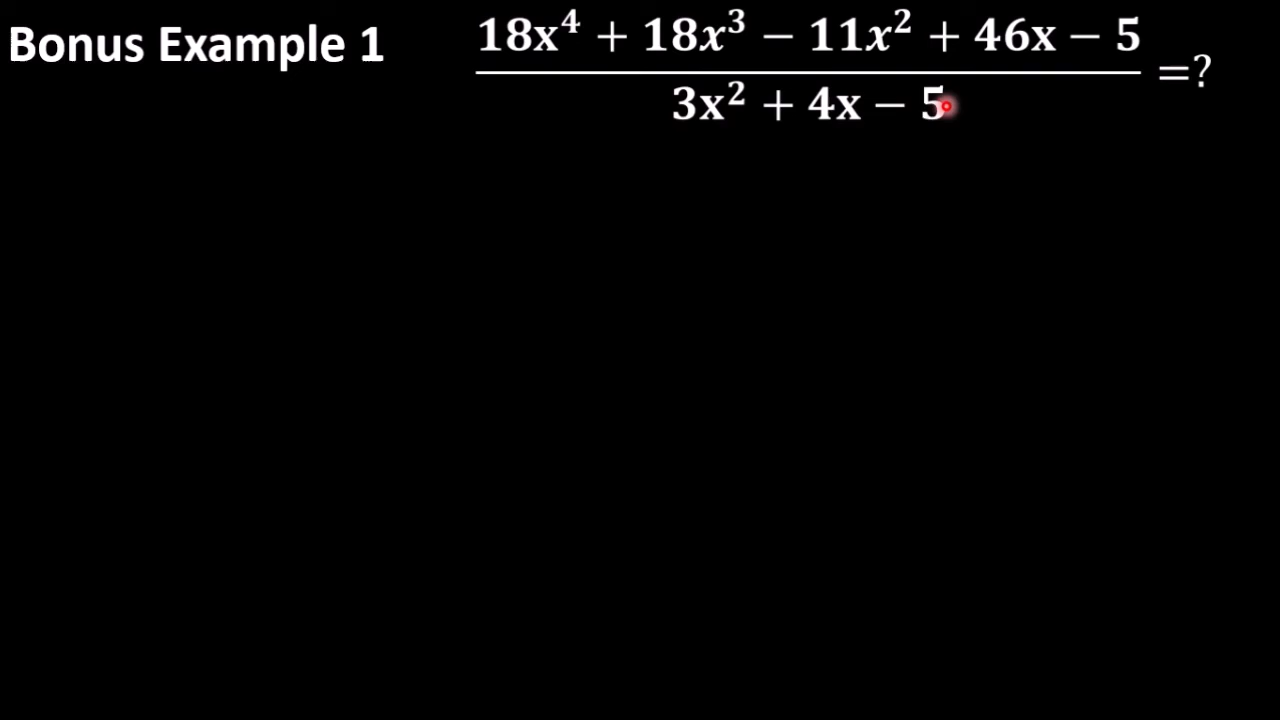 Bonus Example 1
18x⁴ + 18x³ − 11x² + 46x − 5
3x² + 4x − 5
=?